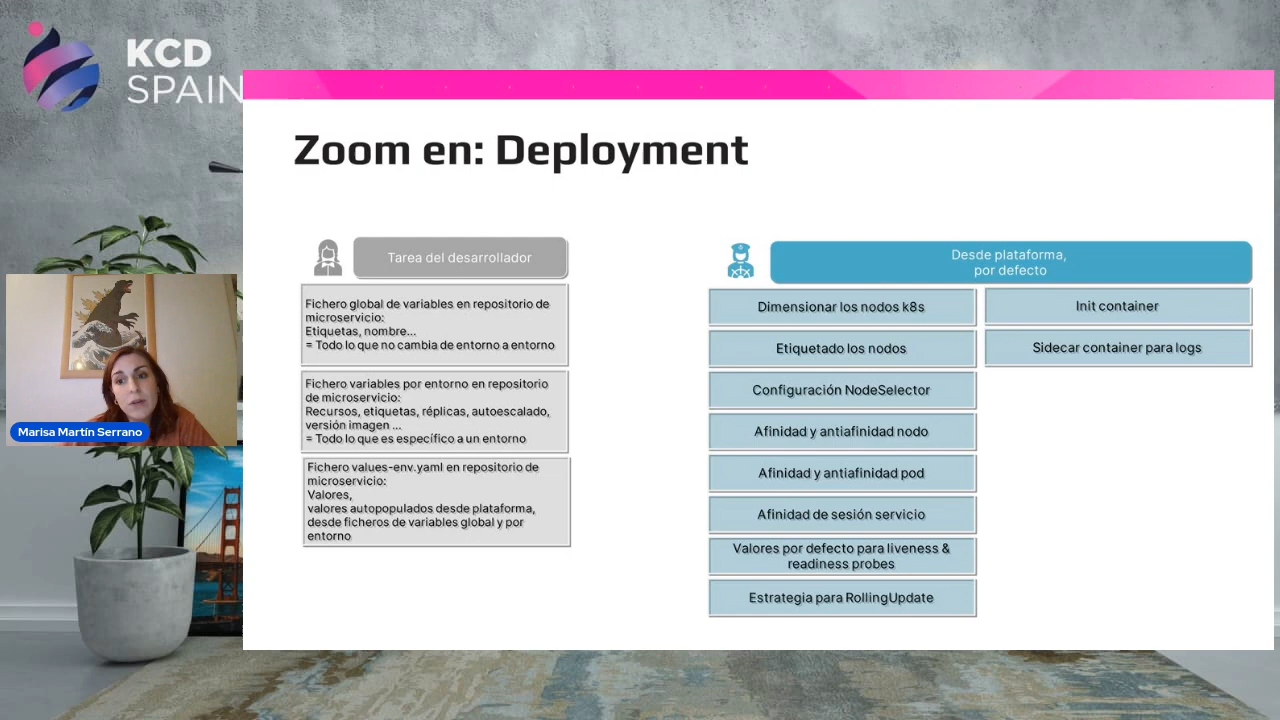 KCD
SPAIN
Zoom en: Deployment
Tarea del desarrollador
Fichero global de variables en repositorio de
microservicio:
Etiquetas, nombre...
= Todo lo que no cambia de entorno a entorno
Fichero variables por entorno en repositorio
de microservicio:
Recursos, etiquetas, réplicas, autoescalado,
versión imagen ...
= Todo lo que es específico a un entorno
Fichero values-env.yaml en repositorio de
microservicio:
Valores,
valores autopopulados desde plataforma,
desde ficheros de variables global y por
entorno
Desde plataforma,
por defecto
Dimensionar los nodos k8s
Etiquetado los nodos
Configuración NodeSelector
Afinidad y antiafinidad nodo
Afinidad y antiafinidad pod
Afinidad de sesión servicio
Valores por defecto para liveness &
readiness probes
Estrategia para RollingUpdate
Init container
Sidecar container para logs
Marisa Martín Serrano